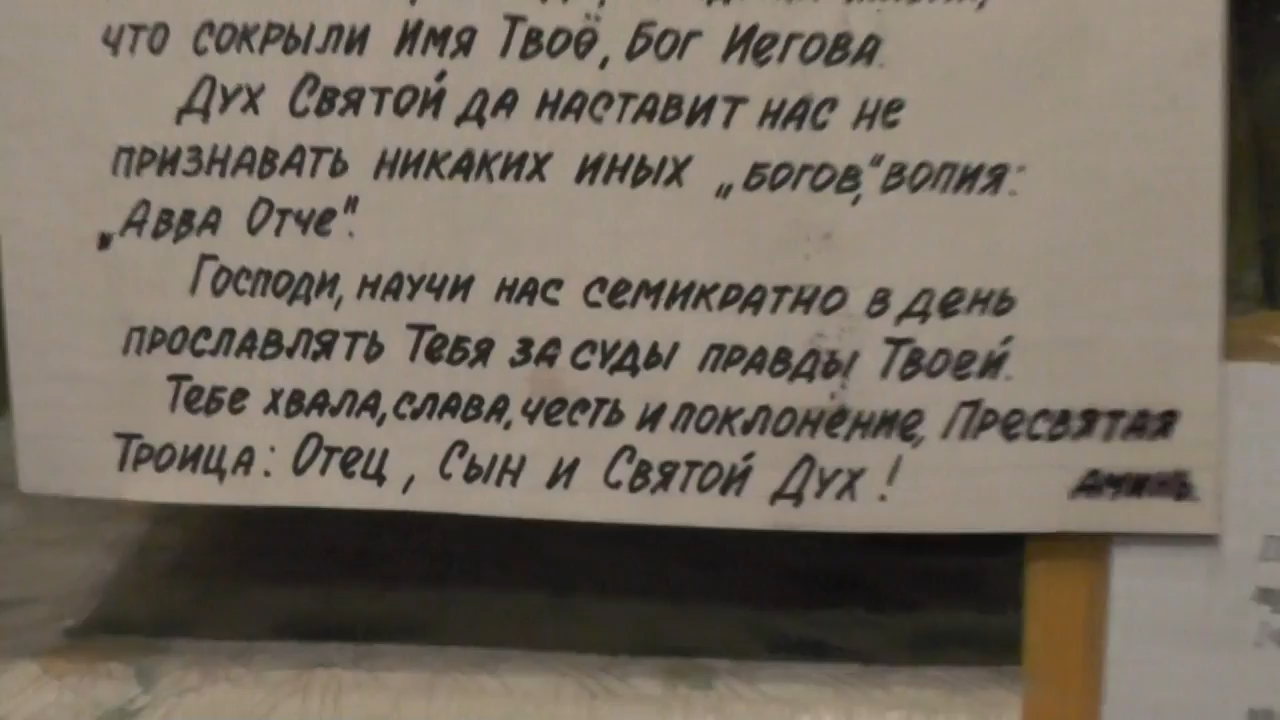 что сокрыли Имя Твоё, Бог Иегова.
Дух Святой да наставит нас не
признавать никаких иных „богов,“ вопия:
„Авва Отче".
Господи, научи нас семикратно в день
прославлять Тебя за суды правды Твоей.
Тебе хвала, слава, честь и поклонение, Пресвятая
Троица: Отец, Сын и Святой Дух!
Аминь.